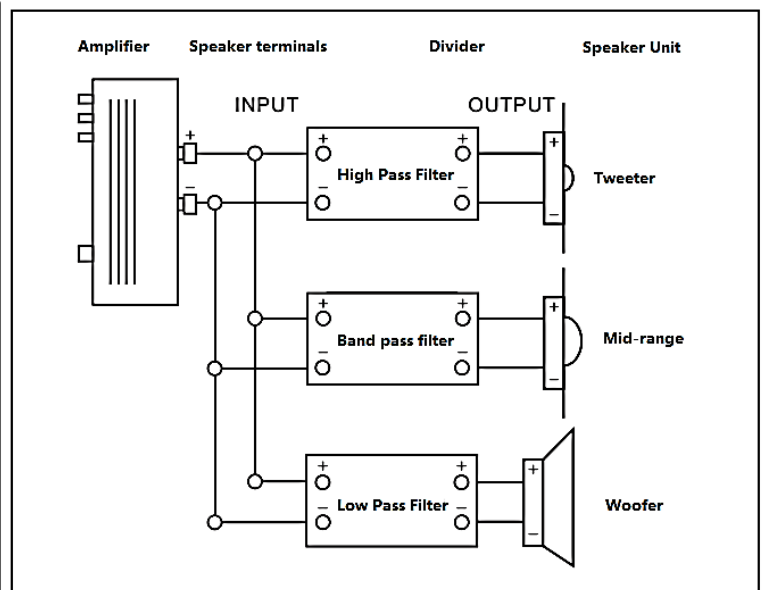 Amplifier Speaker terminals Divider Speaker Unit
INPUT OUTPUT
+ + + +
High Pass Filter
Tweeter
− − − −
+ + +
Band pass filter
Mid-range
− − −
+ + +
Low Pass Filter
Woofer
− − −